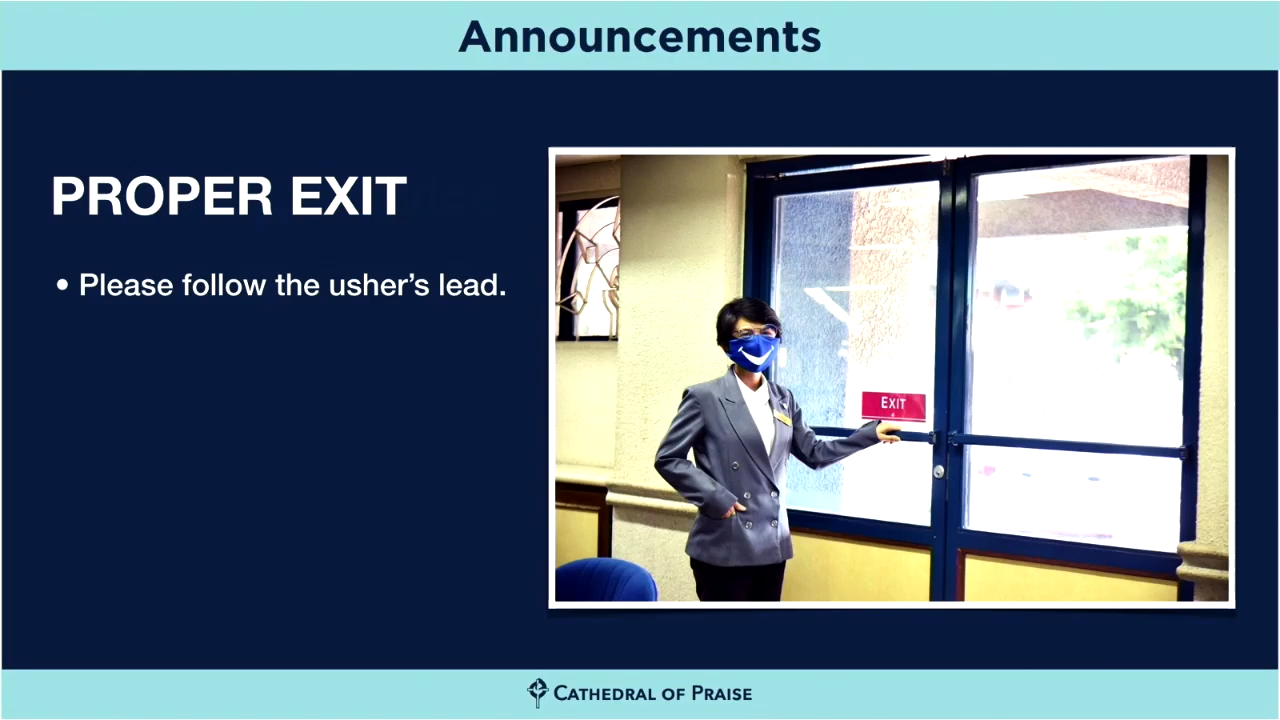 Announcements
PROPER EXIT
• Please follow the usher's lead.
EXIT
CATHEDRAL OF PRAISE